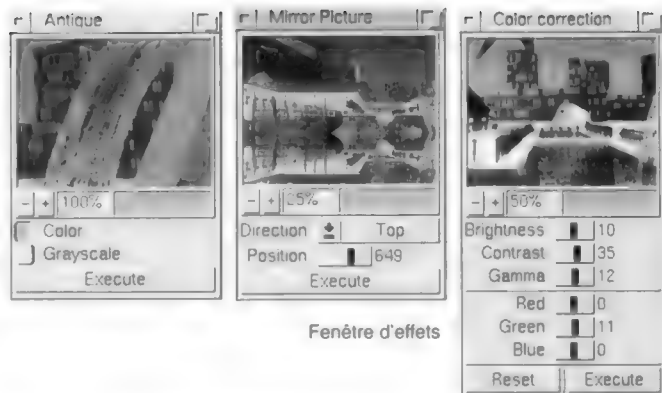 Antique
100%
Color
Grayscale
Execute
Mirror Picture
25%
Direction Top
Position 649
Execute
Color correction
50%
Brightness 10
Contrast 35
Gamma 12
Red 0
Green 11
Blue 0
Reset Execute
Fenêtre d'effets